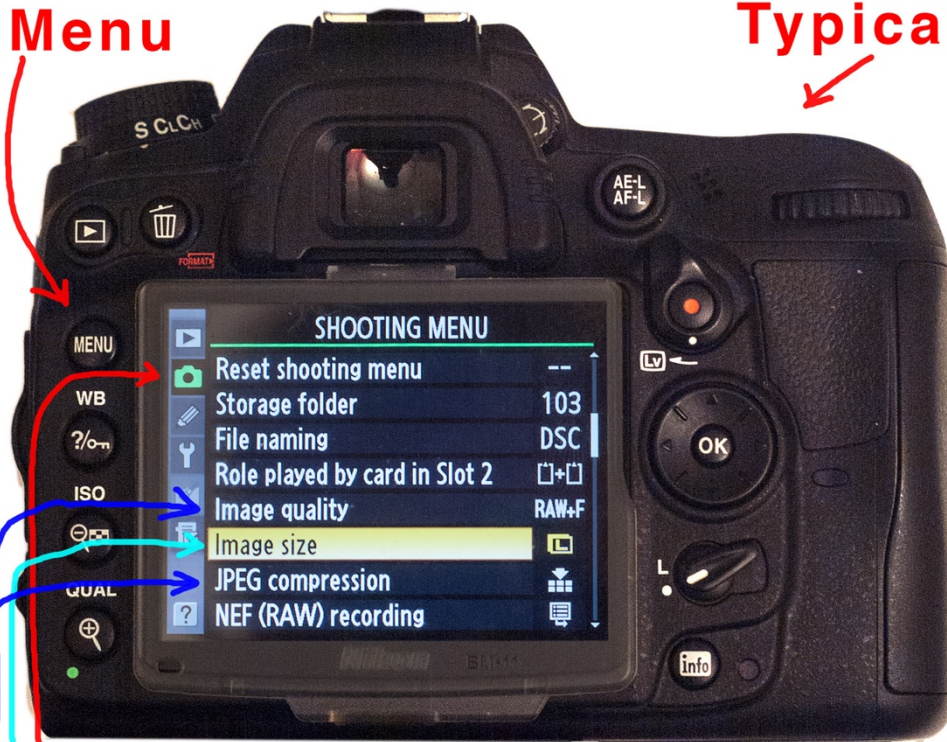 Menu
Typica
S CL CH
AE-L
AF-L
FORMAT
MENU
SHOOTING MENU
Reset shooting menu --
Storage folder 103
File naming DSC
Role played by card in Slot 2
Image quality RAW+F
Image size L
JPEG compression
NEF (RAW) recording
WB
?
ISO
QUAL
?
Lv
OK
L
info
Nikon BM-11